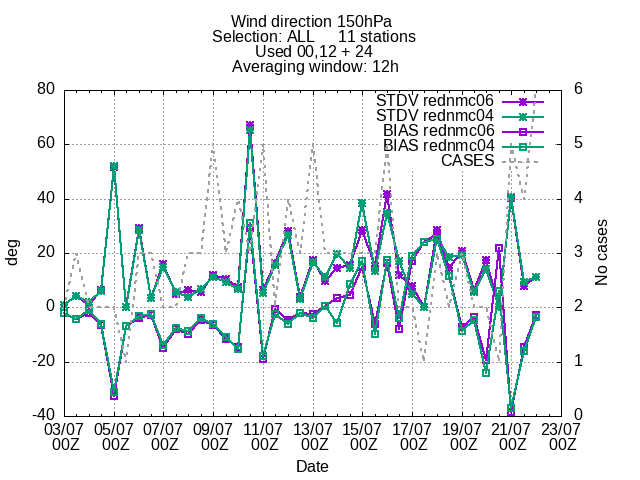 Wind direction 150hPa
Selection: ALL 11 stations
Used 00,12 + 24
Averaging window: 12h
80 6
STDV rednmc06
STDV rednmc04
BIAS rednmc06
BIAS rednmc04
CASES
60 5
40 4
20 3
0 2
-20 1
-40 0
deg
No cases
03/07 05/07 07/07 09/07 11/07 13/07 15/07 17/07 19/07 21/07 23/07
00Z 00Z 00Z 00Z 00Z 00Z 00Z 00Z 00Z 00Z 00Z
Date